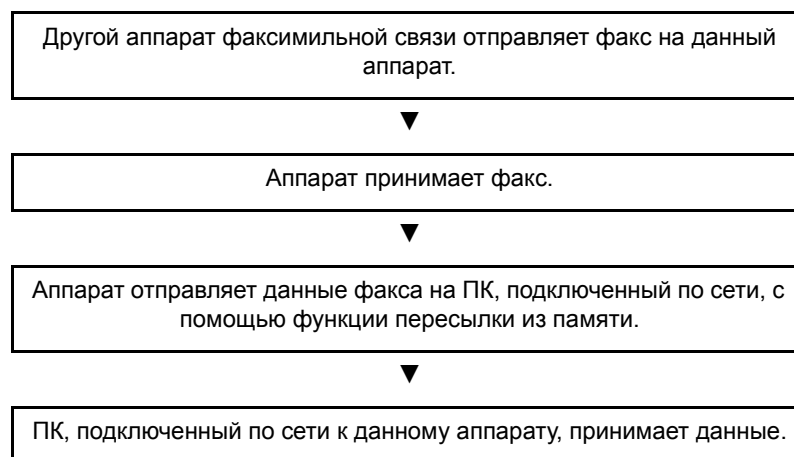 Другой аппарат факсимильной связи отправляет факс на данный
аппарат.
▼
Аппарат принимает факс.
▼
Аппарат отправляет данные факса на ПК, подключенный по сети, с
помощью функции пересылки из памяти.
▼
ПК, подключенный по сети к данному аппарату, принимает данные.